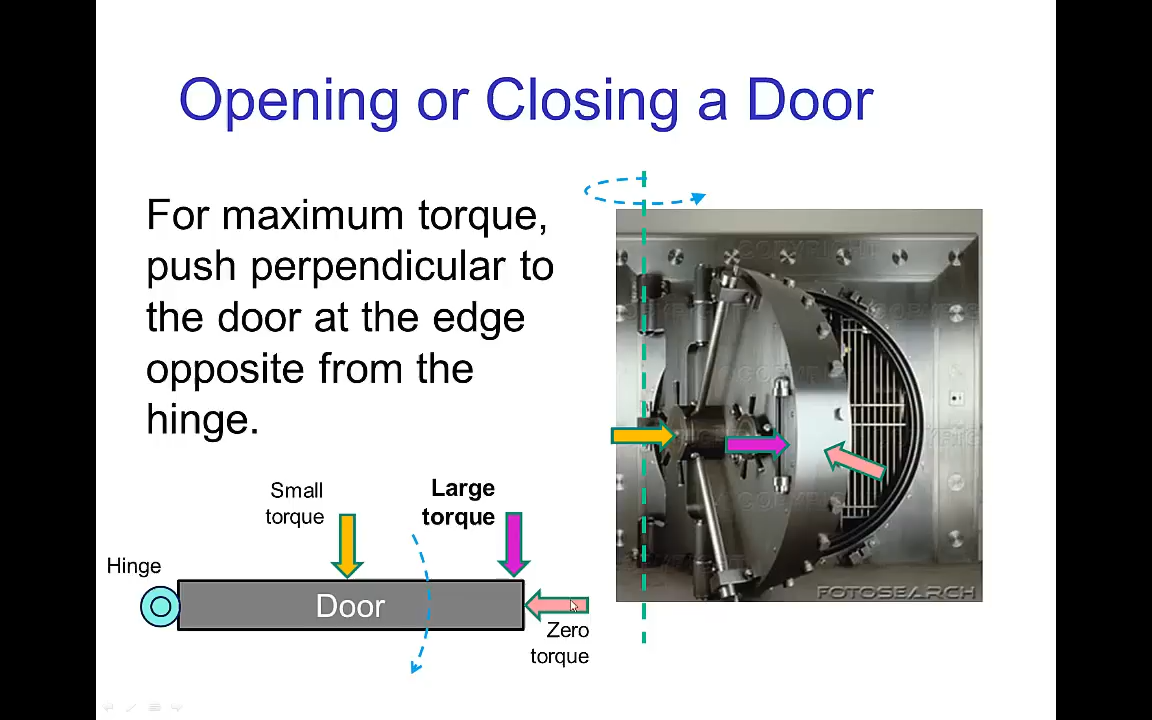 Opening or Closing a Door
For maximum torque,
push perpendicular to
the door at the edge
opposite from the
hinge.
Small
torque
Large
torque
Hinge
Door
Zero
torque
COPYRIGHT
FOTOSEARCH